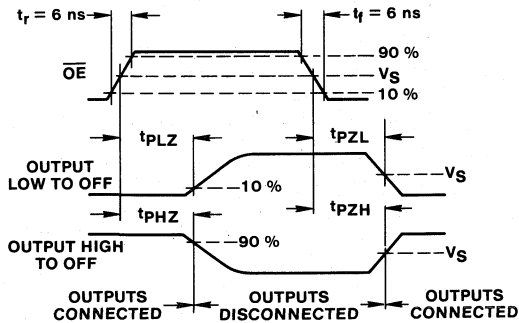 tr = 6 ns
tf = 6 ns
90 %
OE
VS
10 %
tPLZ
tPZL
OUTPUT
LOW TO OFF
10 %
VS
tPHZ
tPZH
OUTPUT HIGH
TO OFF
90 %
VS
OUTPUTS
CONNECTED
OUTPUTS
DISCONNECTED
OUTPUTS
CONNECTED